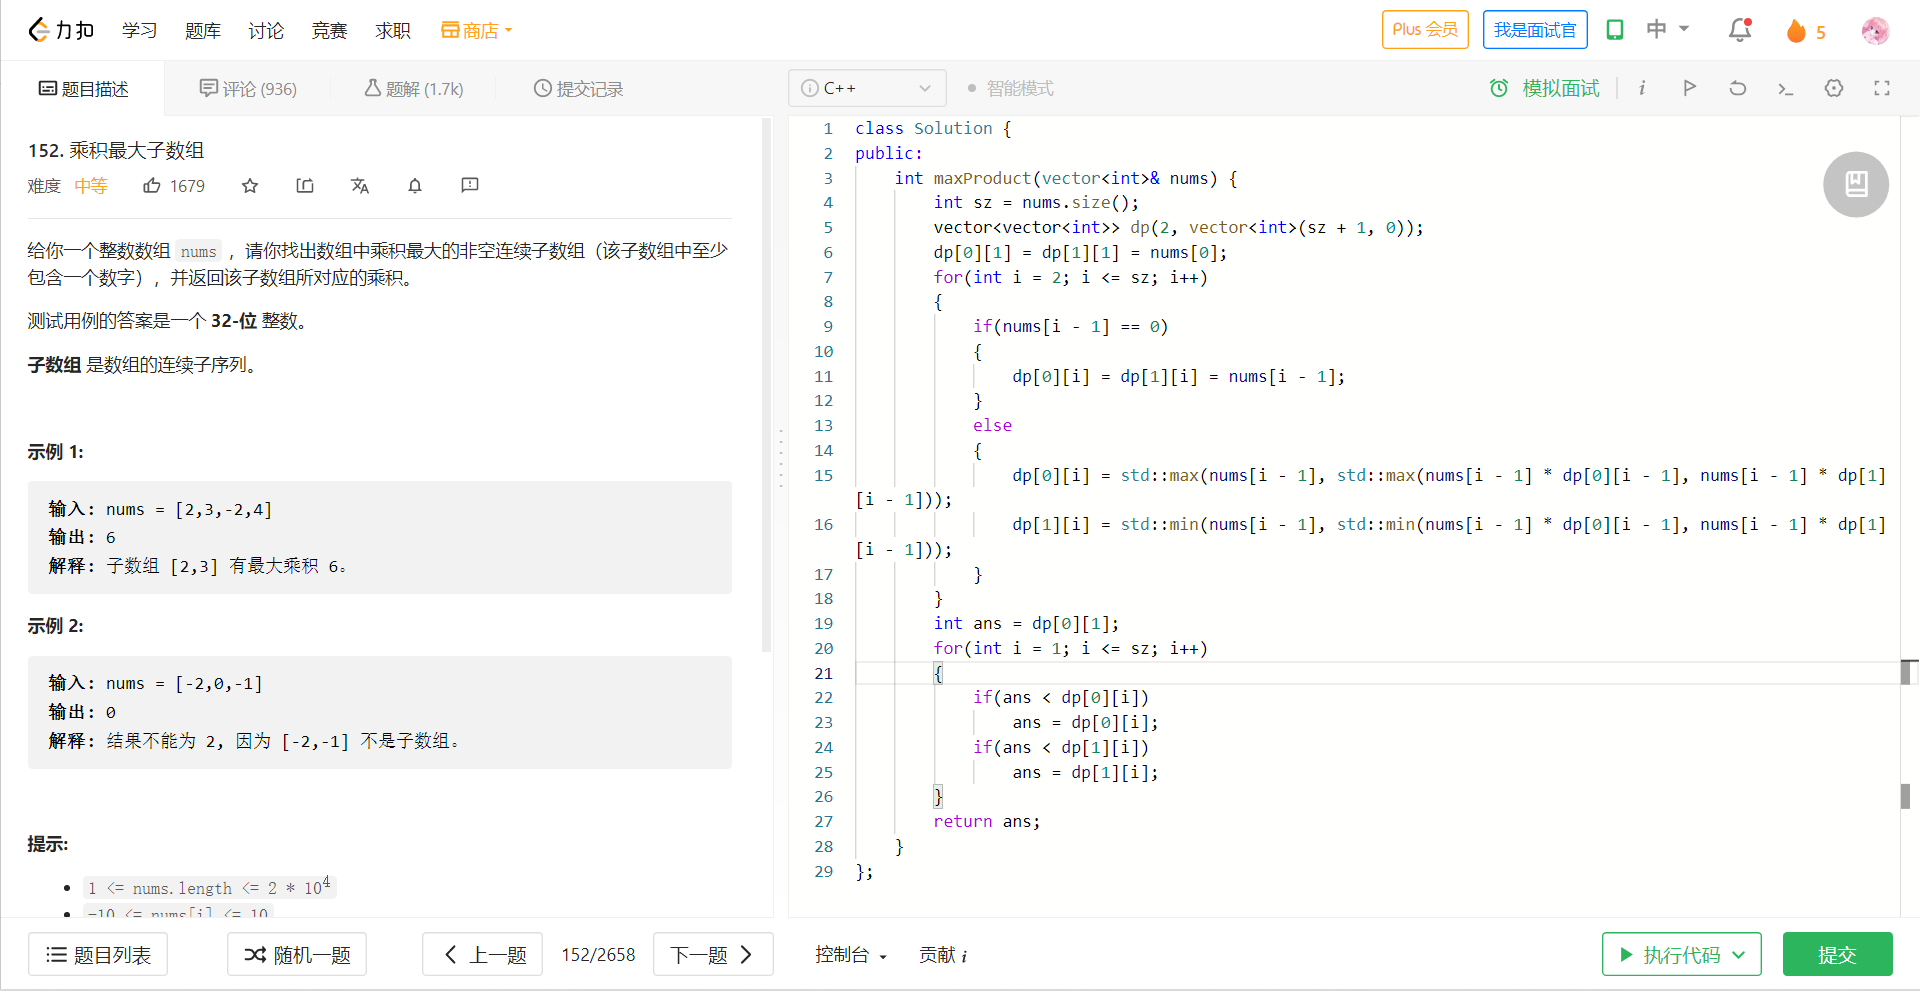 力扣 学习 题库 讨论 竞赛 求职 商店 Plus 会员 我是面试官 中 5
题目描述 评论 (936) 题解 (1.7k) 提交记录 C++ 智能模式 模拟面试
152. 乘积最大子数组
难度 中等 1679
给你一个整数数组 nums ，请你找出数组中乘积最大的非空连续子数组（该子数组中至少
包含一个数字），并返回该子数组所对应的乘积。
测试用例的答案是一个 32-位 整数。
子数组 是数组的连续子序列。
示例 1:
输入: nums = [2,3,-2,4]
输出: 6
解释: 子数组 [2,3] 有最大乘积 6。
示例 2:
输入: nums = [-2,0,-1]
输出: 0
解释: 结果不能为 2, 因为 [-2,-1] 不是子数组。
提示:
1 <= nums.length <= 2 * 10^4
-10 <= nums[i] <= 10
1 class Solution {
2 public:
3     int maxProduct(vector<int>& nums) {
4         int sz = nums.size();
5         vector<vector<int>> dp(2, vector<int>(sz + 1, 0));
6         dp[0][1] = dp[1][1] = nums[0];
7         for(int i = 2; i <= sz; i++)
8         {
9             if(nums[i - 1] == 0)
10             {
11                 dp[0][i] = dp[1][i] = nums[i - 1];
12             }
13             else
14             {
15                 dp[0][i] = std::max(nums[i - 1], std::max(nums[i - 1] * dp[0][i - 1], nums[i - 1] * dp[1]
[i - 1]));
16                 dp[1][i] = std::min(nums[i - 1], std::min(nums[i - 1] * dp[0][i - 1], nums[i - 1] * dp[1]
[i - 1]));
17             }
18         }
19         int ans = dp[0][1];
20         for(int i = 1; i <= sz; i++)
21         {
22             if(ans < dp[0][i])
23                 ans = dp[0][i];
24             if(ans < dp[1][i])
25                 ans = dp[1][i];
26         }
27         return ans;
28     }
29 };
题目列表 随机一题 上一题 152/2658 下一题 控制台 贡献 i 执行代码 提交